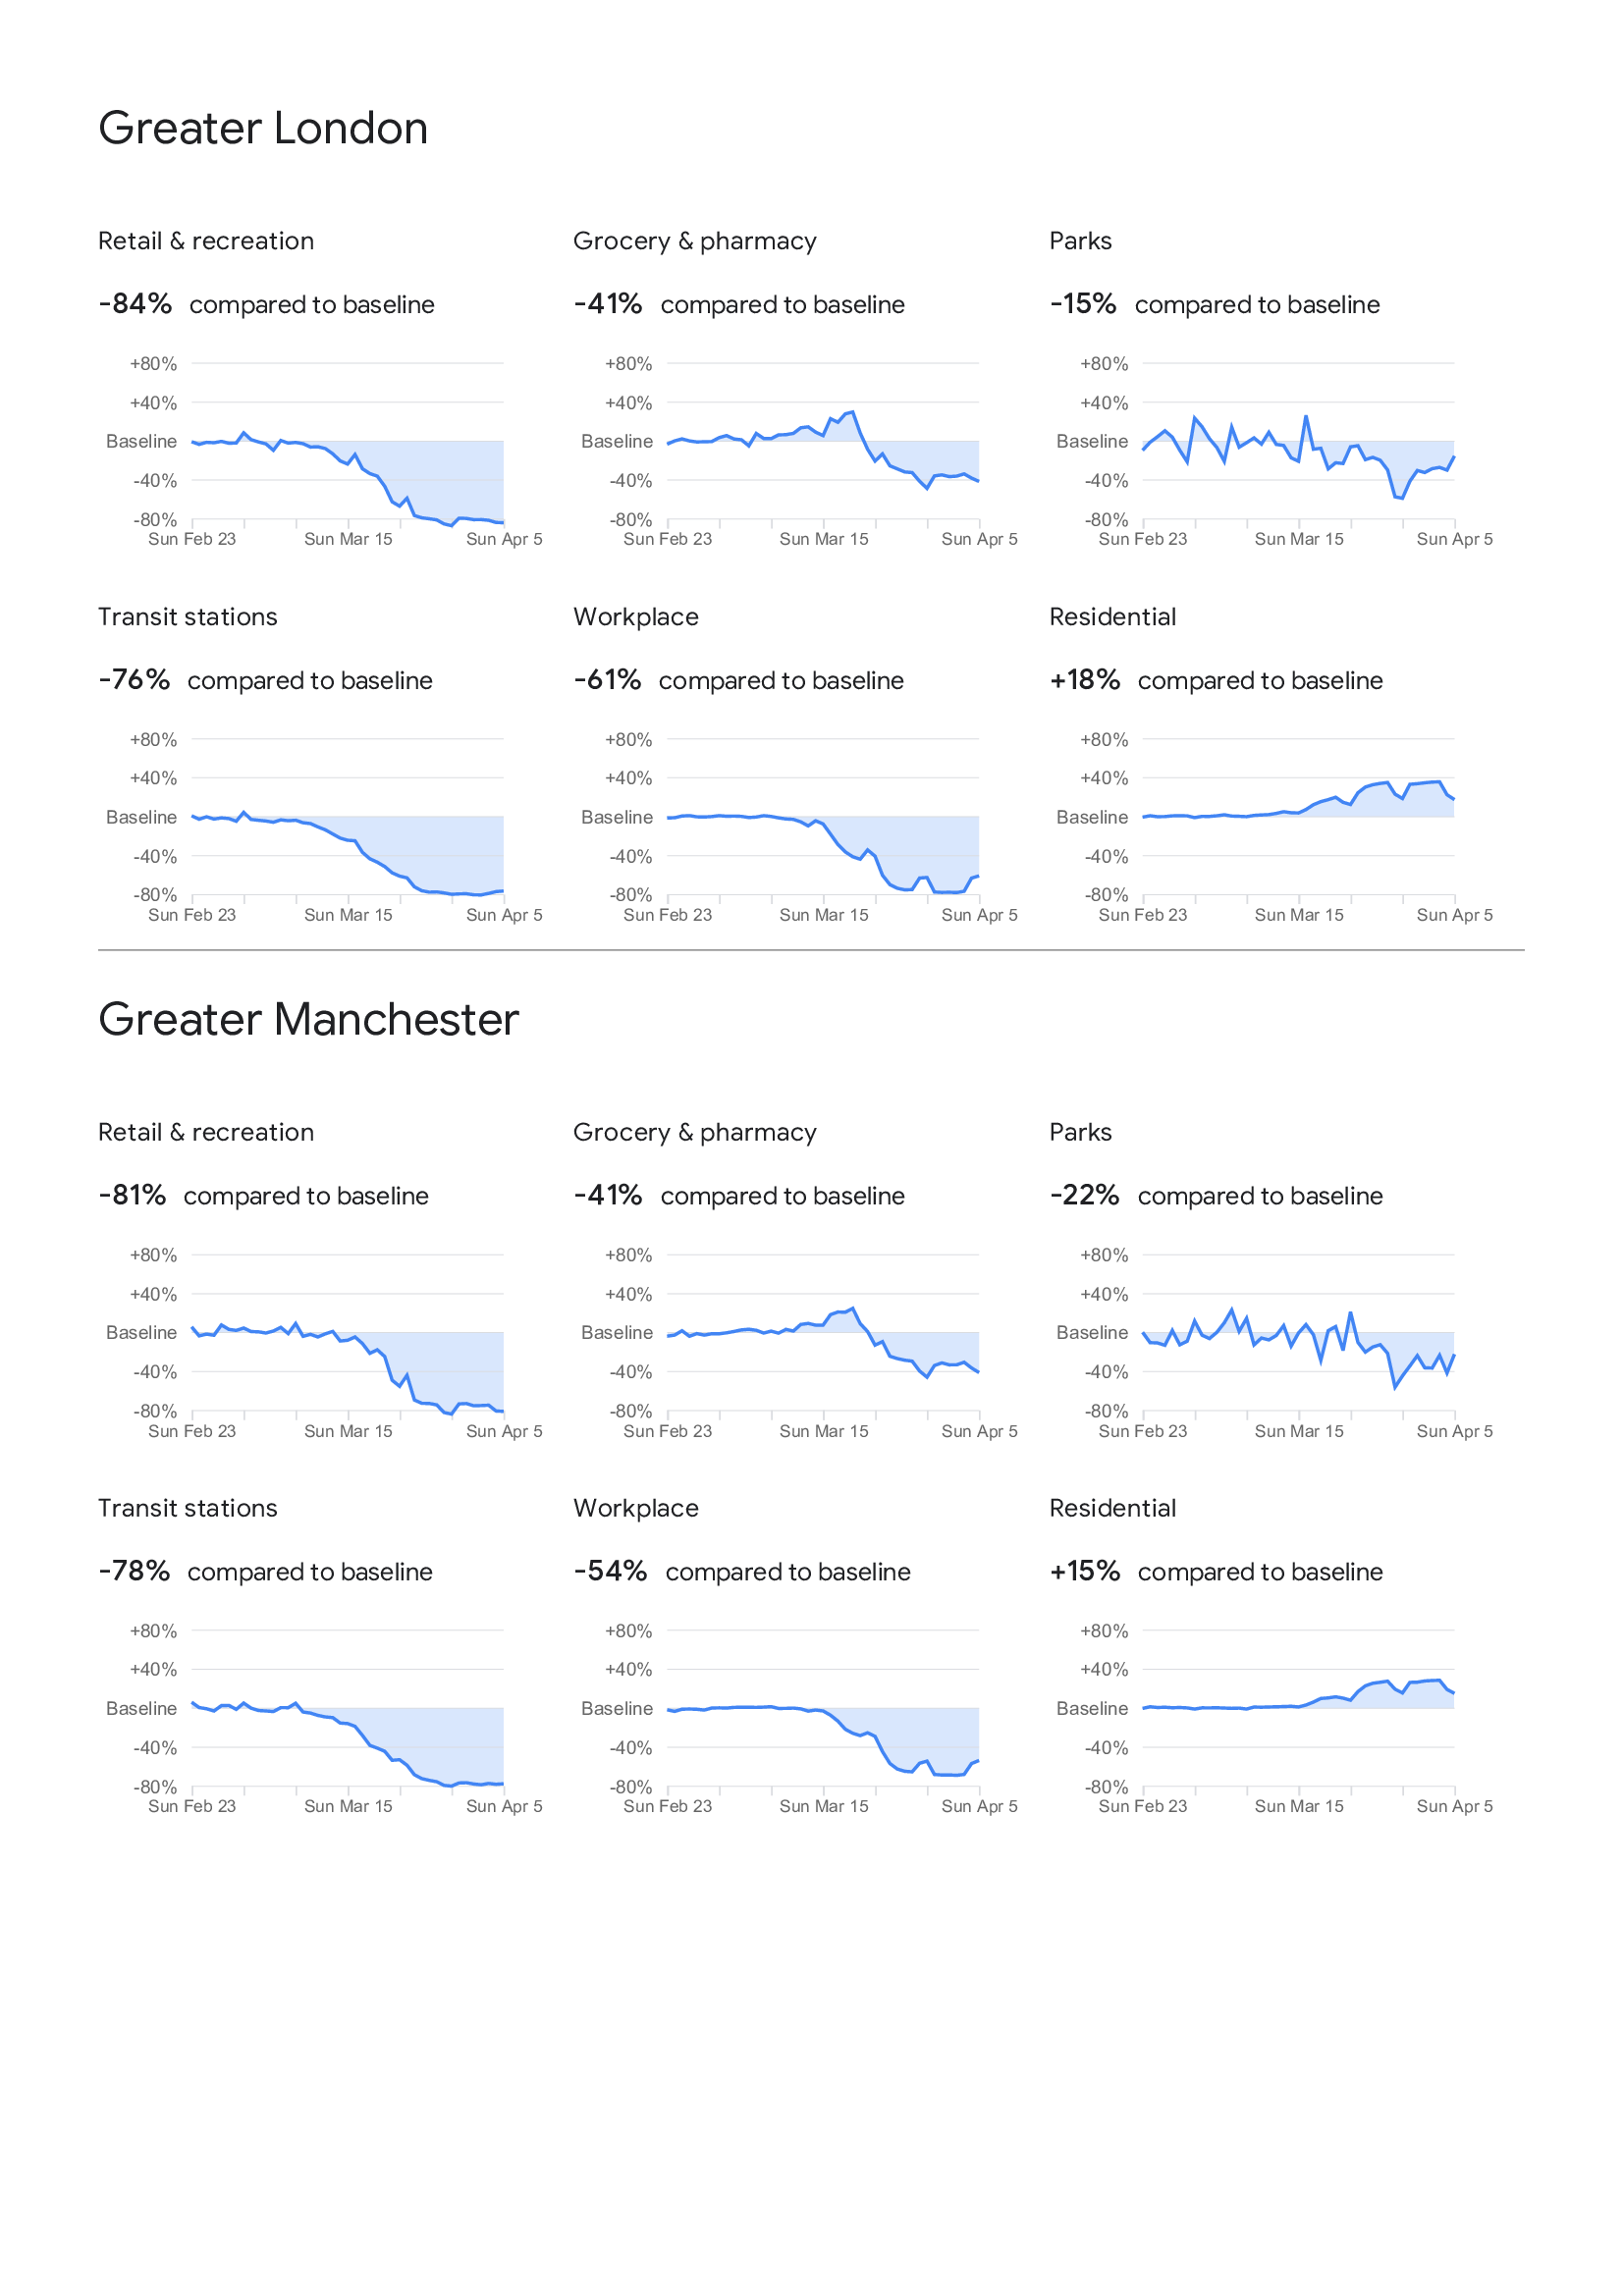 Greater London
Retail & recreation
-84% compared to baseline
+80%
+40%
Baseline
-40%
-80%
Sun Feb 23 Sun Mar 15 Sun Apr 5
Grocery & pharmacy
-41% compared to baseline
+80%
+40%
Baseline
-40%
-80%
Sun Feb 23 Sun Mar 15 Sun Apr 5
Parks
-15% compared to baseline
+80%
+40%
Baseline
-40%
-80%
Sun Feb 23 Sun Mar 15 Sun Apr 5
Transit stations
-76% compared to baseline
+80%
+40%
Baseline
-40%
-80%
Sun Feb 23 Sun Mar 15 Sun Apr 5
Workplace
-61% compared to baseline
+80%
+40%
Baseline
-40%
-80%
Sun Feb 23 Sun Mar 15 Sun Apr 5
Residential
+18% compared to baseline
+80%
+40%
Baseline
-40%
-80%
Sun Feb 23 Sun Mar 15 Sun Apr 5
Greater Manchester
Retail & recreation
-81% compared to baseline
+80%
+40%
Baseline
-40%
-80%
Sun Feb 23 Sun Mar 15 Sun Apr 5
Grocery & pharmacy
-41% compared to baseline
+80%
+40%
Baseline
-40%
-80%
Sun Feb 23 Sun Mar 15 Sun Apr 5
Parks
-22% compared to baseline
+80%
+40%
Baseline
-40%
-80%
Sun Feb 23 Sun Mar 15 Sun Apr 5
Transit stations
-78% compared to baseline
+80%
+40%
Baseline
-40%
-80%
Sun Feb 23 Sun Mar 15 Sun Apr 5
Workplace
-54% compared to baseline
+80%
+40%
Baseline
-40%
-80%
Sun Feb 23 Sun Mar 15 Sun Apr 5
Residential
+15% compared to baseline
+80%
+40%
Baseline
-40%
-80%
Sun Feb 23 Sun Mar 15 Sun Apr 5